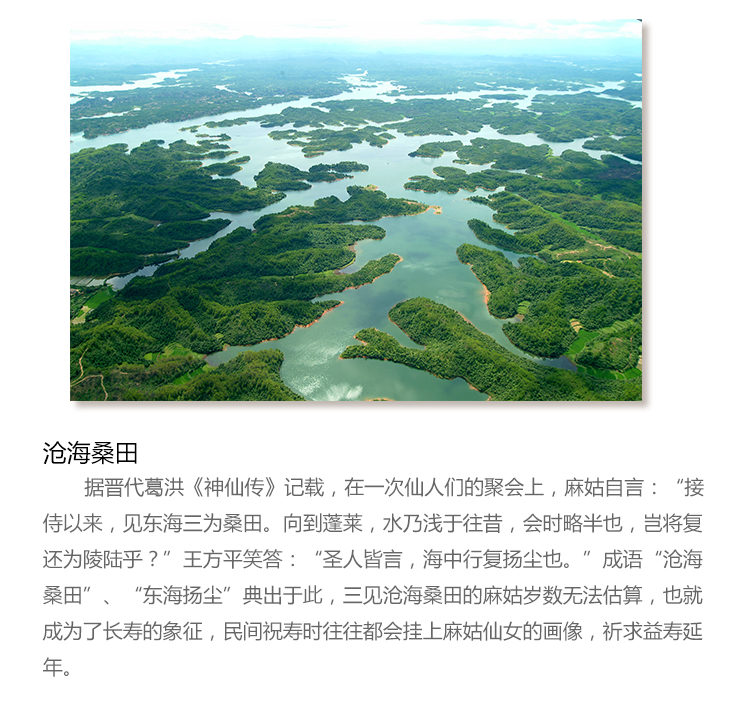 沧海桑田
据晋代葛洪《神仙传》记载，在一次仙人们的聚会上，麻姑自言：“接
侍以来，见东海三为桑田。向到蓬莱，水乃浅于往昔，会时略半也，岂将复
还为陵陆乎？”王方平笑答：“圣人皆言，海中行复扬尘也。”成语“沧海
桑田”、“东海扬尘”典出于此，三见沧海桑田的麻姑岁数无法估算，也就
成为了长寿的象征，民间祝寿时往往都会挂上麻姑仙女的画像，祈求益寿延
年。